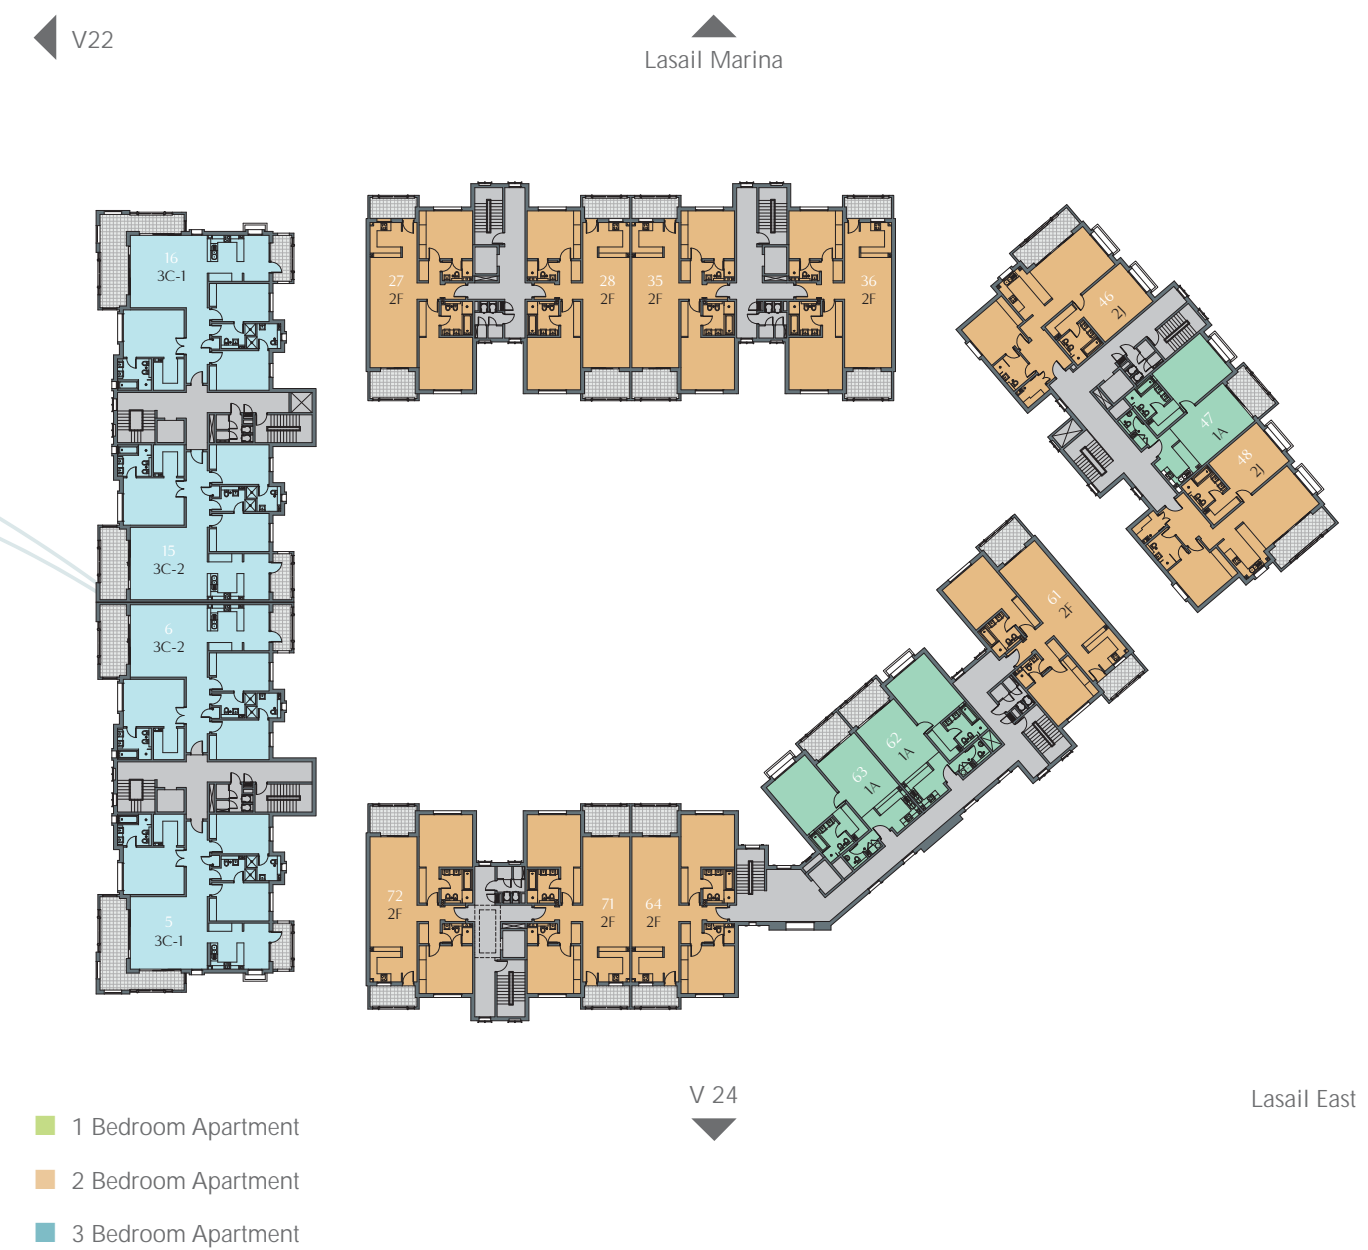 V22
Lasail Marina
16
3C-1
27
2F
28
2F
35
2F
36
2F
46
2J
47
1A
48
2J
15
3C-2
6
3C-2
61
2F
62
1A
63
1A
72
2F
71
2F
64
2F
5
3C-1
V 24
Lasail East
1 Bedroom Apartment
2 Bedroom Apartment
3 Bedroom Apartment